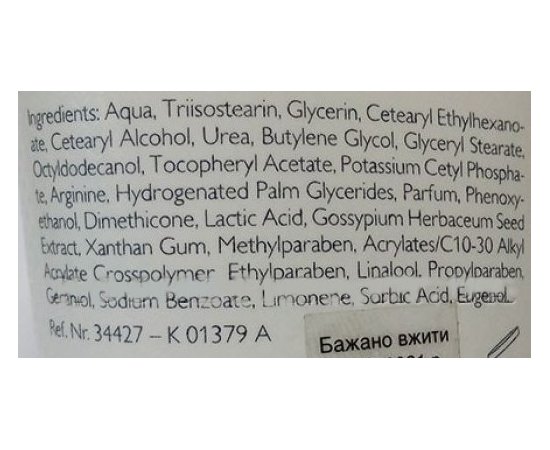 Ingredients: Aqua, Triisostearin, Glycerin, Cetearyl Ethylhexano-
ate, Cetearyl Alcohol, Urea, Butylene Glycol, Glyceryl Stearate,
Octyldodecanol, Tocopheryl Acetate, Potassium Cetyl Phospha-
te, Arginine, Hydrogenated Palm Glycerides, Parfum, Phenoxy-
ethanol, Dimethicone, Lactic Acid, Gossypium Herbaceum Seed
Extract, Xanthan Gum, Methylparaben, Acrylates/C10-30 Alkyl
Acrylate Crosspolymer Ethylparaben, Linalool. Propylparaben,
Geraniol, Sodium Benzoate, Limonene, Sorbic Acid, Eugenol.
Ref. Nr. 34427 – K 01379 A
Бажано вжити